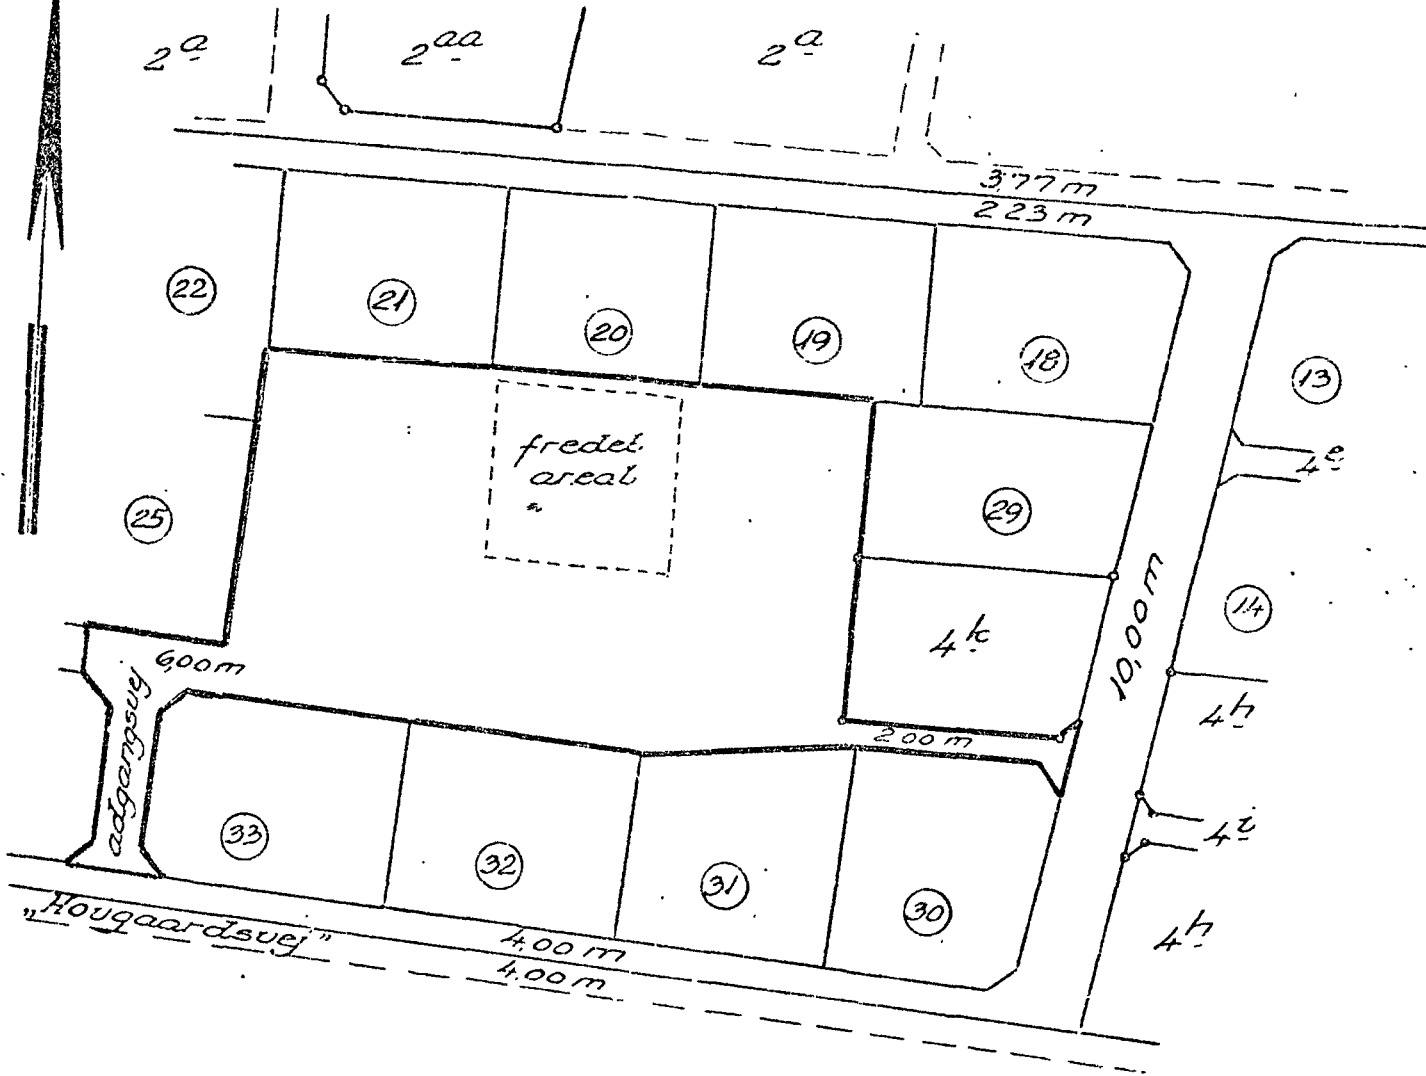 2a
2aa
2a
3,77 m
2,23 m
22
21
20
19
18
13
4e
fredet
areal
25
29
4k
10,00 m
14
6,00 m
4h
adgangsvej
2,00 m
4i
33
32
31
30
4h
"Hougaardsvej"
4,00 m
4,00 m